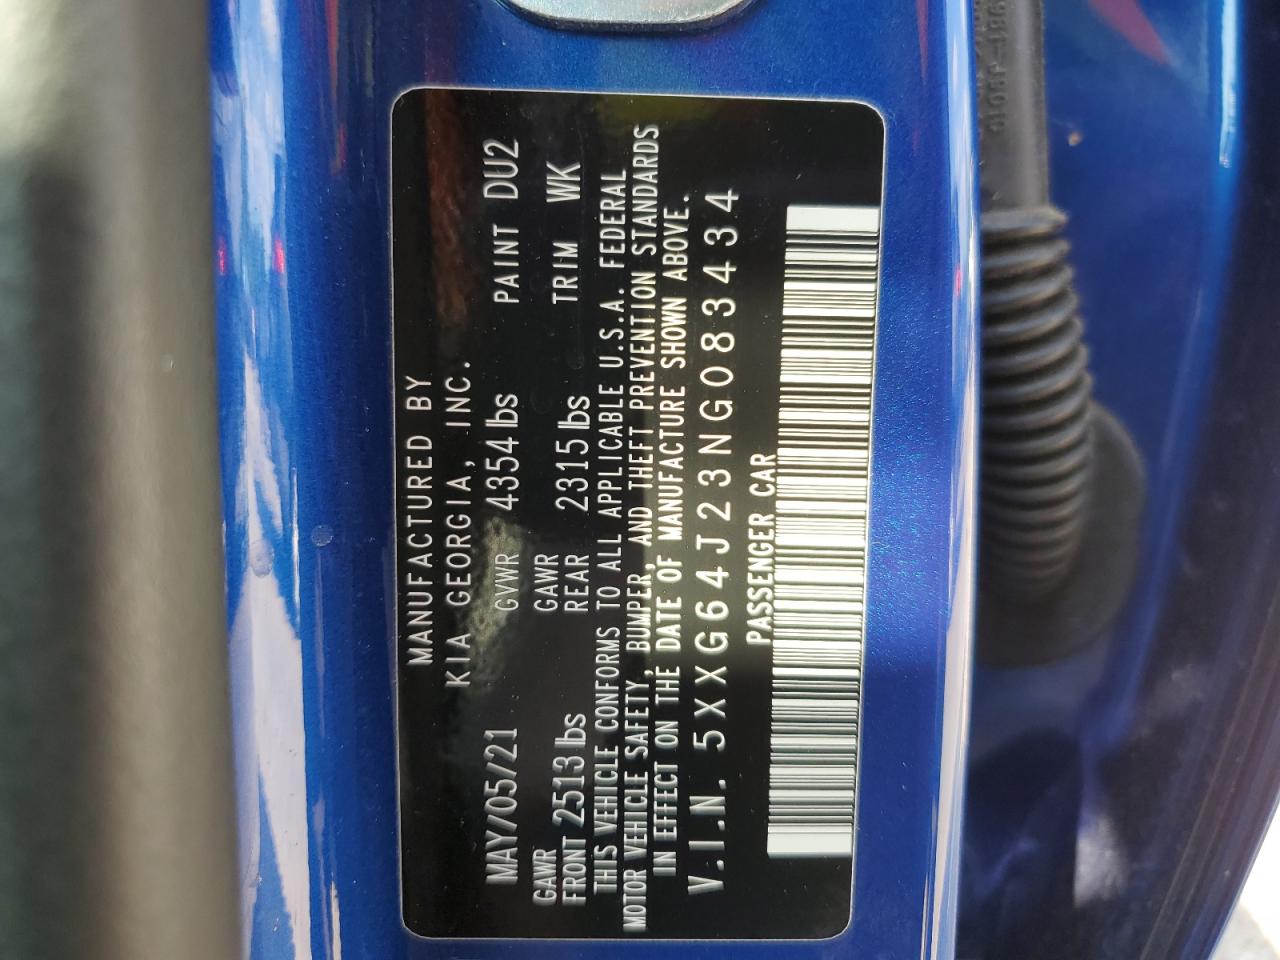 MANUFACTURED BY
KIA GEORGIA, INC.
MAY/05/21 GVWR 4354 lbs PAINT DU2
GAWR FRONT 2513 lbs GAWR REAR 2315 lbs TRIM WK
THIS VEHICLE CONFORMS TO ALL APPLICABLE U.S.A. FEDERAL
MOTOR VEHICLE SAFETY, BUMPER, AND THEFT PREVENTION STANDARDS
IN EFFECT ON THE DATE OF MANUFACTURE SHOWN ABOVE.
V.I.N. 5XXG64J23NG083434
PASSENGER CAR